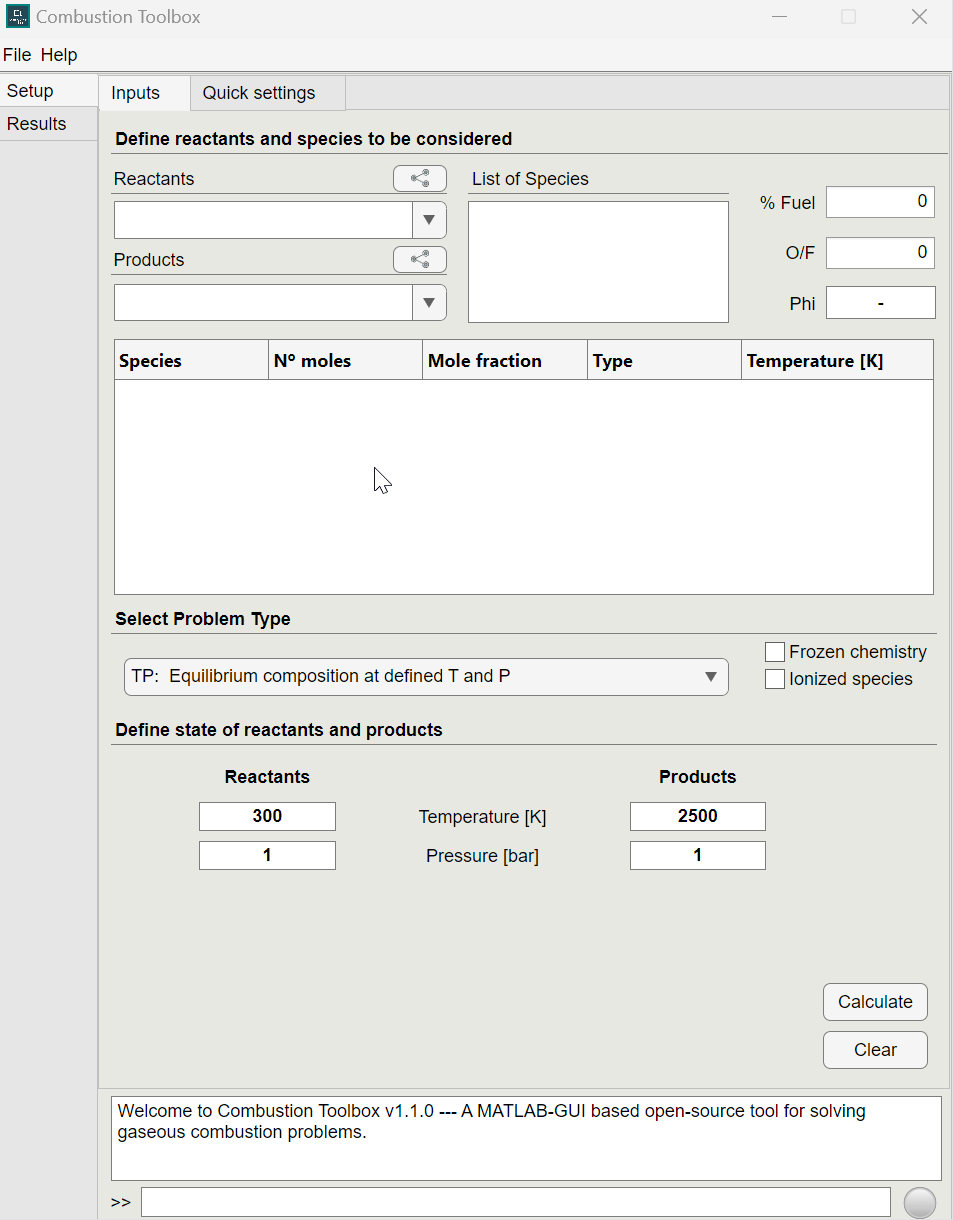 Combustion Toolbox
File Help
Setup
Results
Inputs
Quick settings
Define reactants and species to be considered
Reactants
List of Species
% Fuel 0
O/F 0
Products
Phi -
Species Nº moles Mole fraction Type Temperature [K]
Select Problem Type
TP: Equilibrium composition at defined T and P
Frozen chemistry
Ionized species
Define state of reactants and products
Reactants Products
300 Temperature [K] 2500
1 Pressure [bar] 1
Calculate
Clear
Welcome to Combustion Toolbox v1.1.0 --- A MATLAB-GUI based open-source tool for solving
gaseous combustion problems.
>>